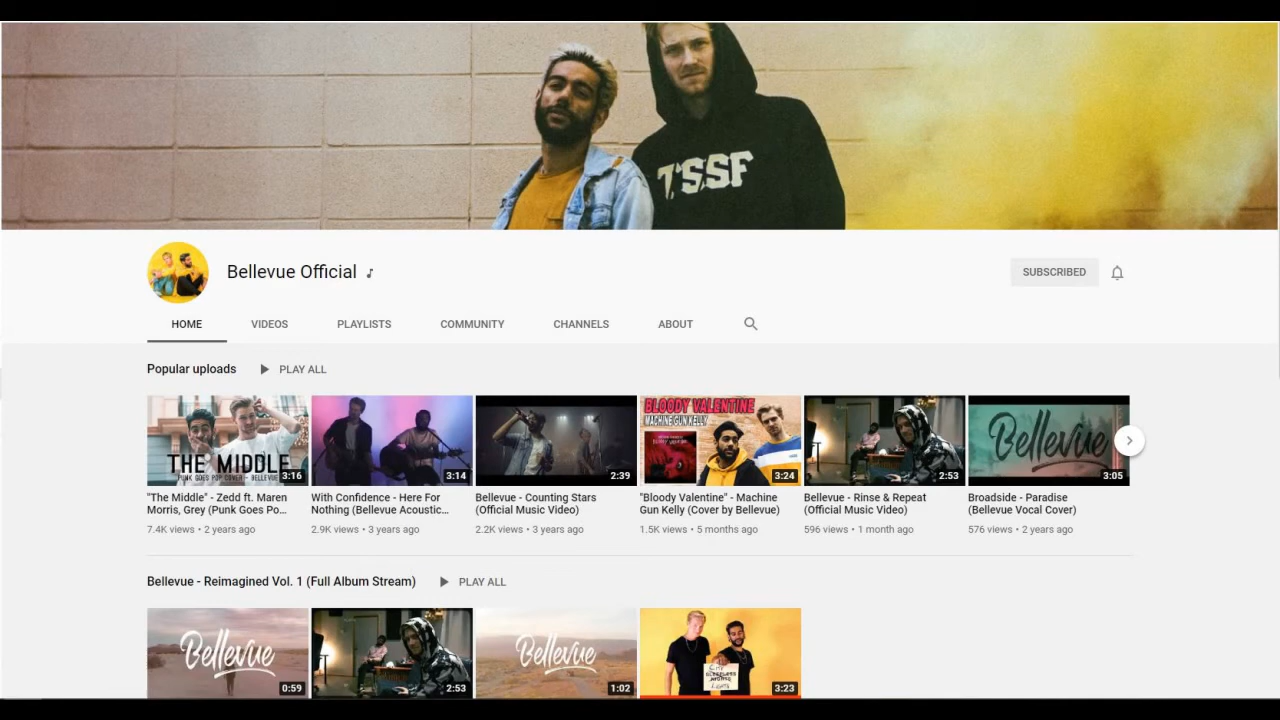 TSSF
Bellevue Official
SUBSCRIBED
HOME
VIDEOS
PLAYLISTS
COMMUNITY
CHANNELS
ABOUT
Popular uploads
PLAY ALL
THE MIDDLE
PUNK GOES POP COVER - BELLEVUE
3:16
3:14
2:39
BLOODY VALENTINE
MACHINE GUN KELLY
3:24
2:53
Bellevue
3:05
"The Middle" - Zedd ft. Maren
Morris, Grey (Punk Goes Po...
7.4K views • 2 years ago
With Confidence - Here For
Nothing (Bellevue Acoustic...
2.9K views • 3 years ago
Bellevue - Counting Stars
(Official Music Video)
2.2K views • 3 years ago
"Bloody Valentine" - Machine
Gun Kelly (Cover by Bellevue)
1.5K views • 5 months ago
Bellevue - Rinse & Repeat
(Official Music Video)
596 views • 1 month ago
Broadside - Paradise
(Bellevue Vocal Cover)
576 views • 2 years ago
Bellevue - Reimagined Vol. 1 (Full Album Stream)
PLAY ALL
Bellevue
0:59
2:53
Bellevue
1:02
3:23